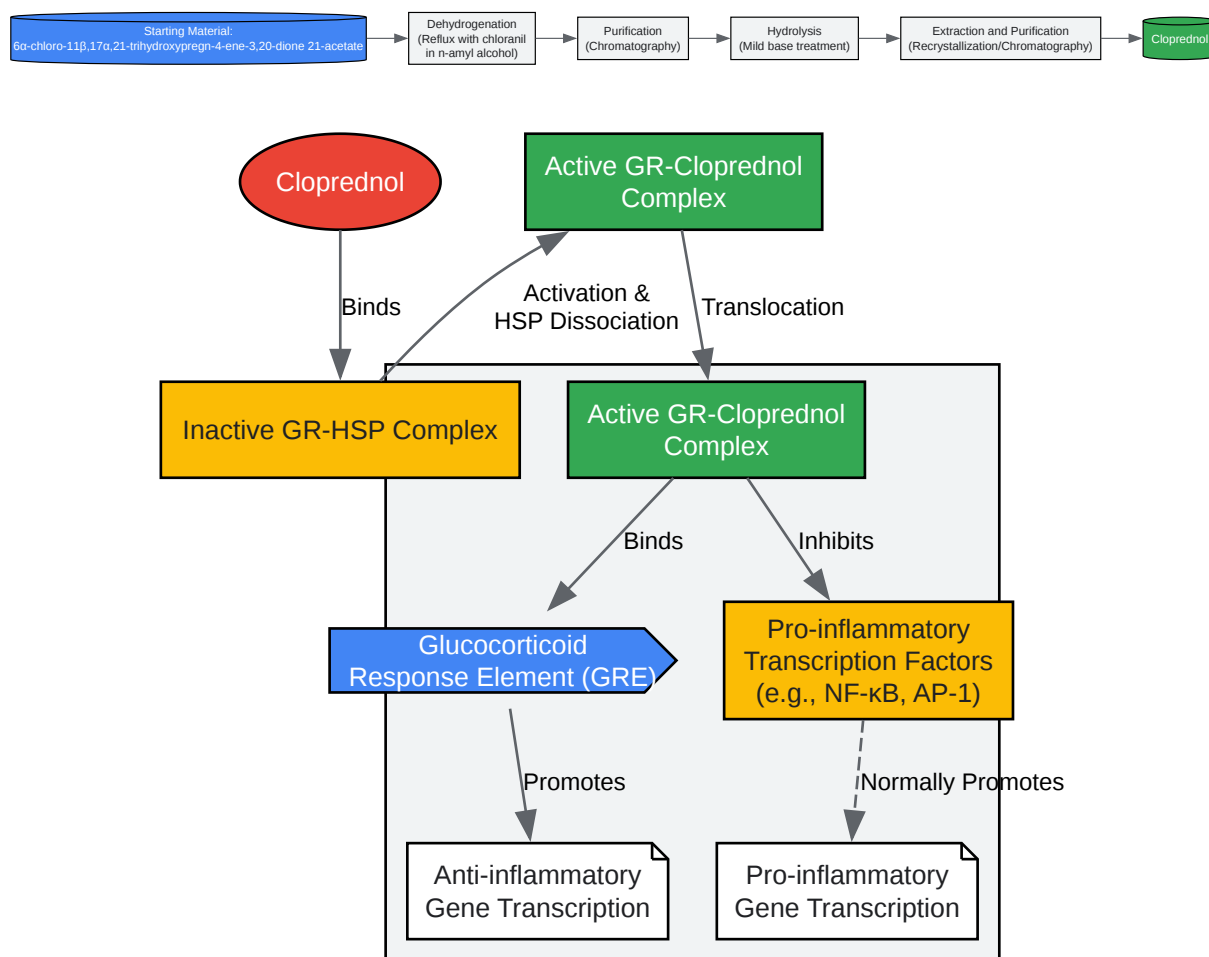 Starting Material:
6α-chloro-11β,17α,21-trihydroxypregn-4-ene-3,20-dione 21-acetate
Dehydrogenation
(Reflux with chloranil
in n-amyl alcohol)
Purification
(Chromatography)
Hydrolysis
(Mild base treatment)
Extraction and Purification
(Recrystallization/Chromatography)
Cloprednol
Cloprednol
Active GR-Cloprednol
Complex
Binds
Activation &
HSP Dissociation
Translocation
Inactive GR-HSP Complex
Active GR-Cloprednol
Complex
Binds
Inhibits
Glucocorticoid
Response Element (GRE)
Pro-inflammatory
Transcription Factors
(e.g., NF-κB, AP-1)
Promotes
Normally Promotes
Anti-inflammatory
Gene Transcription
Pro-inflammatory
Gene Transcription